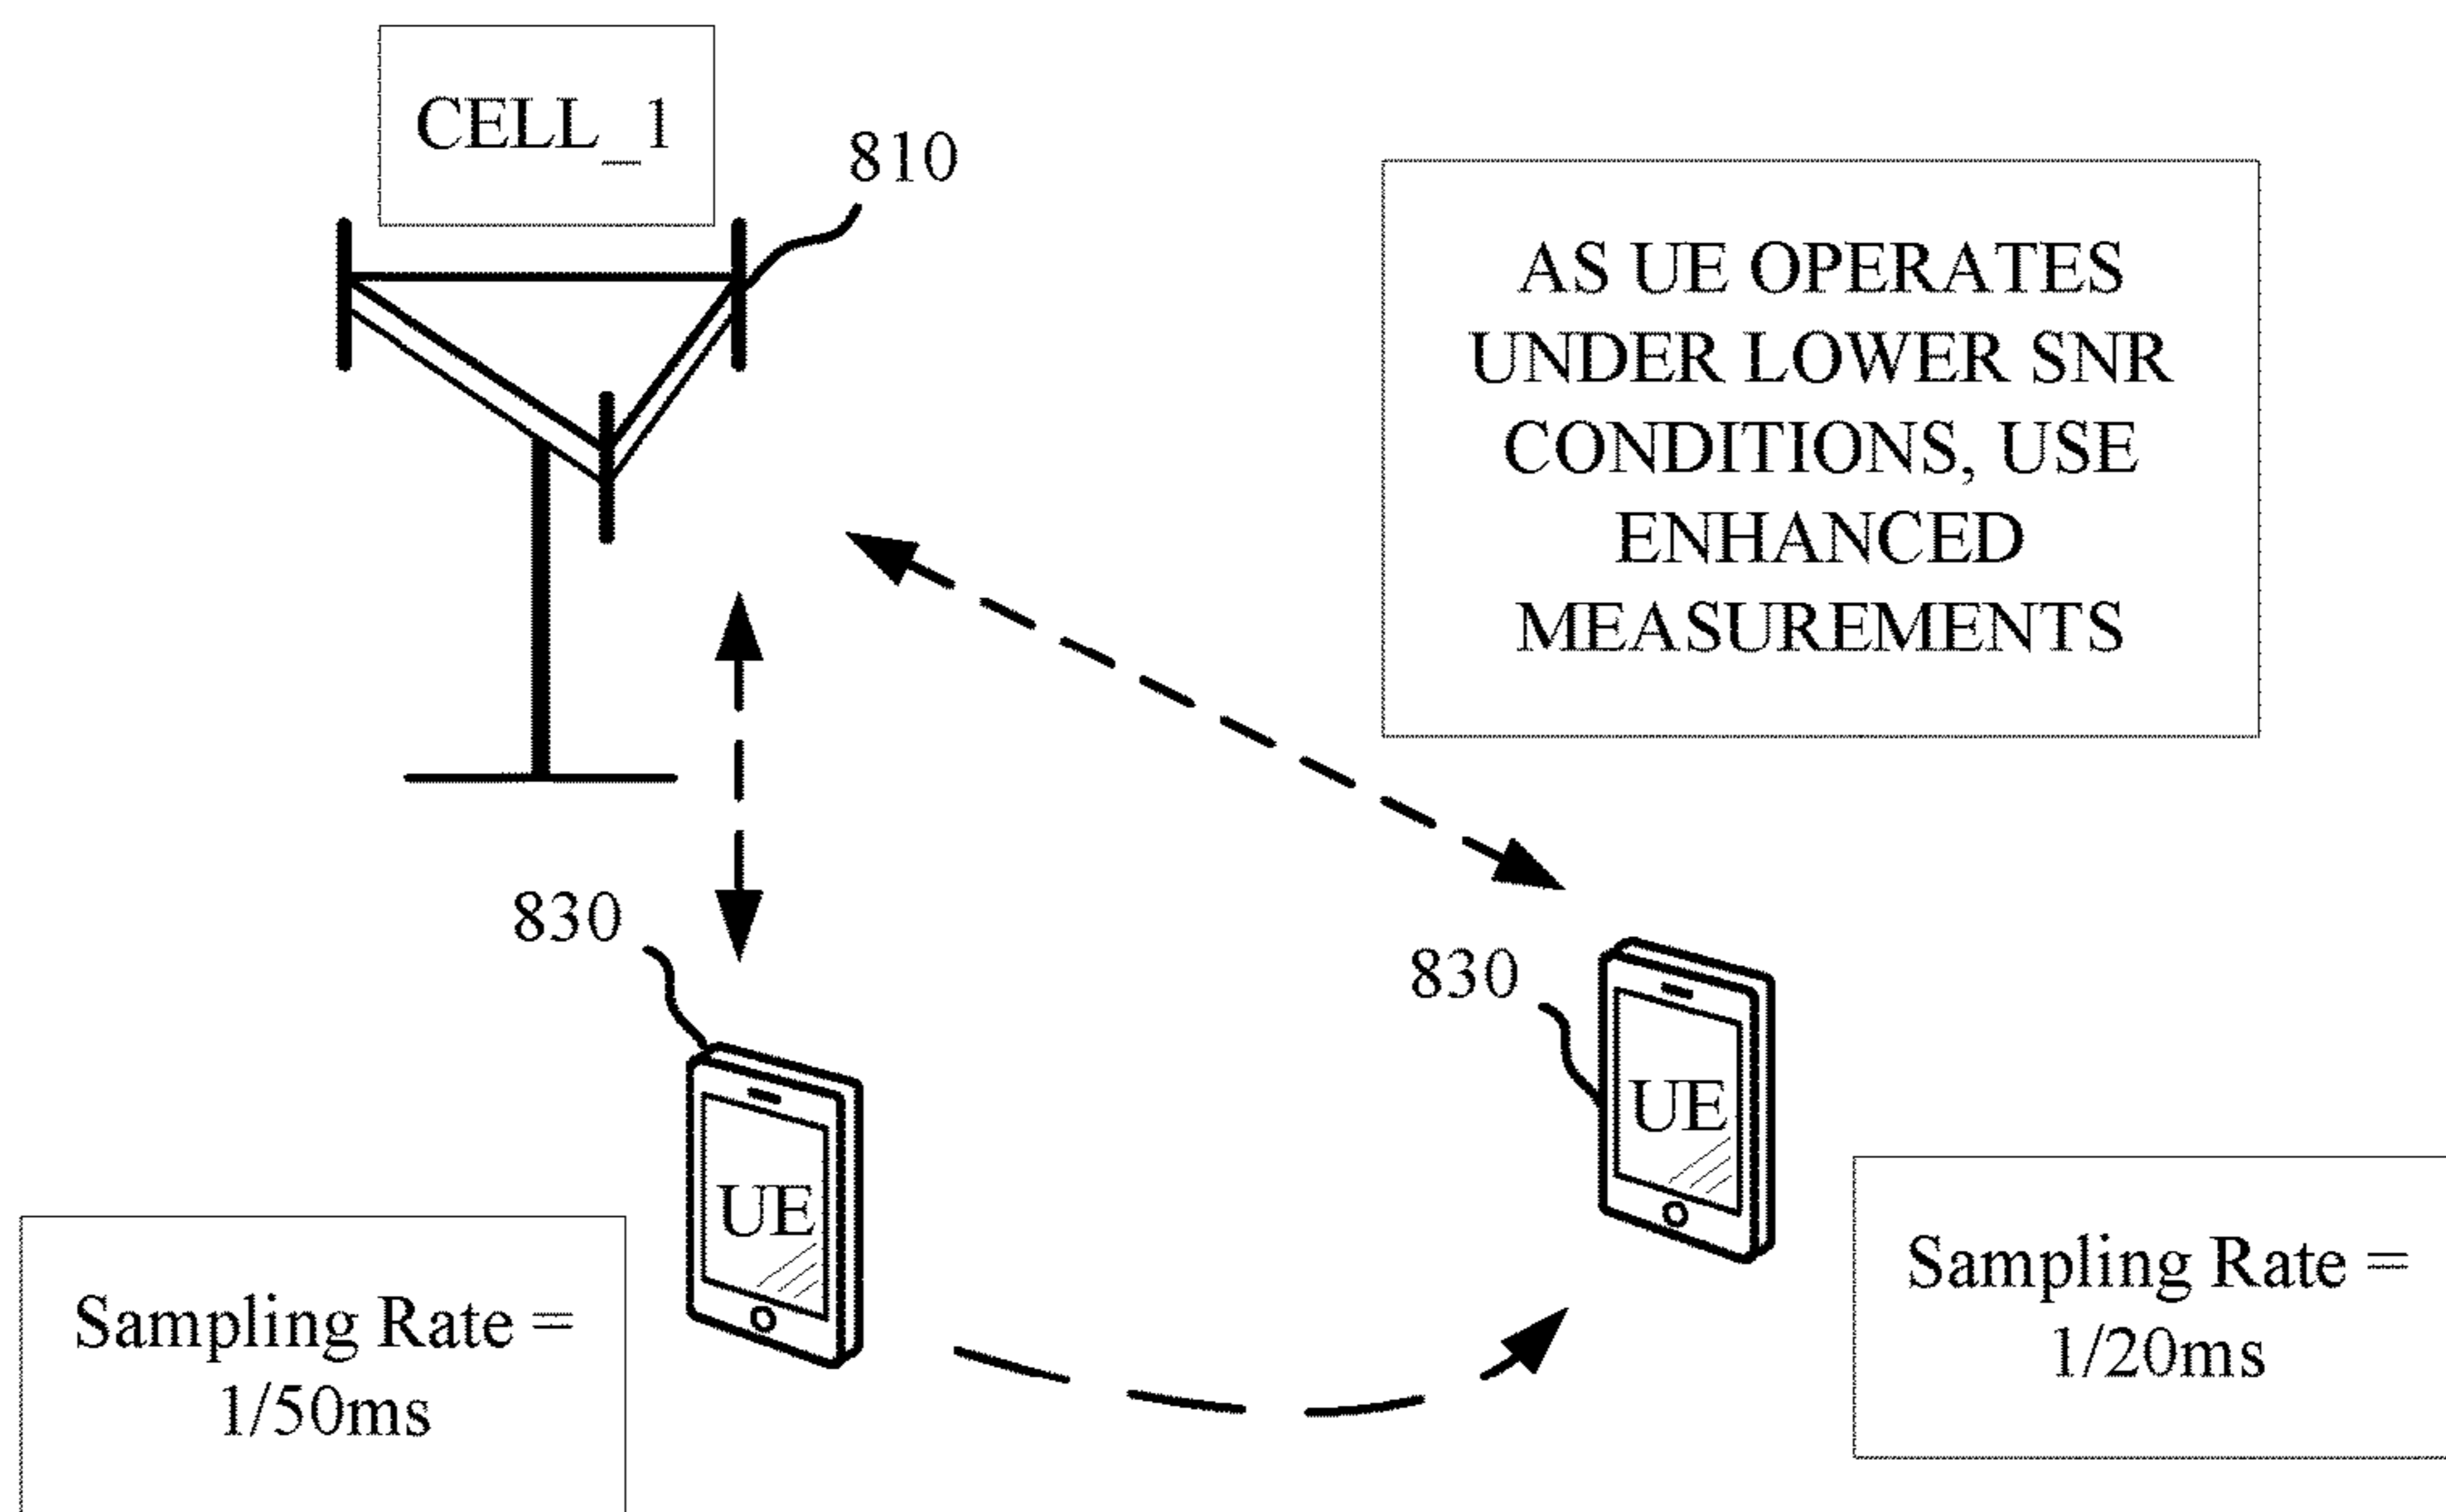 CELL_1
810
AS UE OPERATES
UNDER LOWER SNR
CONDITIONS, USE
ENHANCED
MEASUREMENTS
830
830
UE
UE
Sampling Rate =
1/50ms
Sampling Rate =
1/20ms